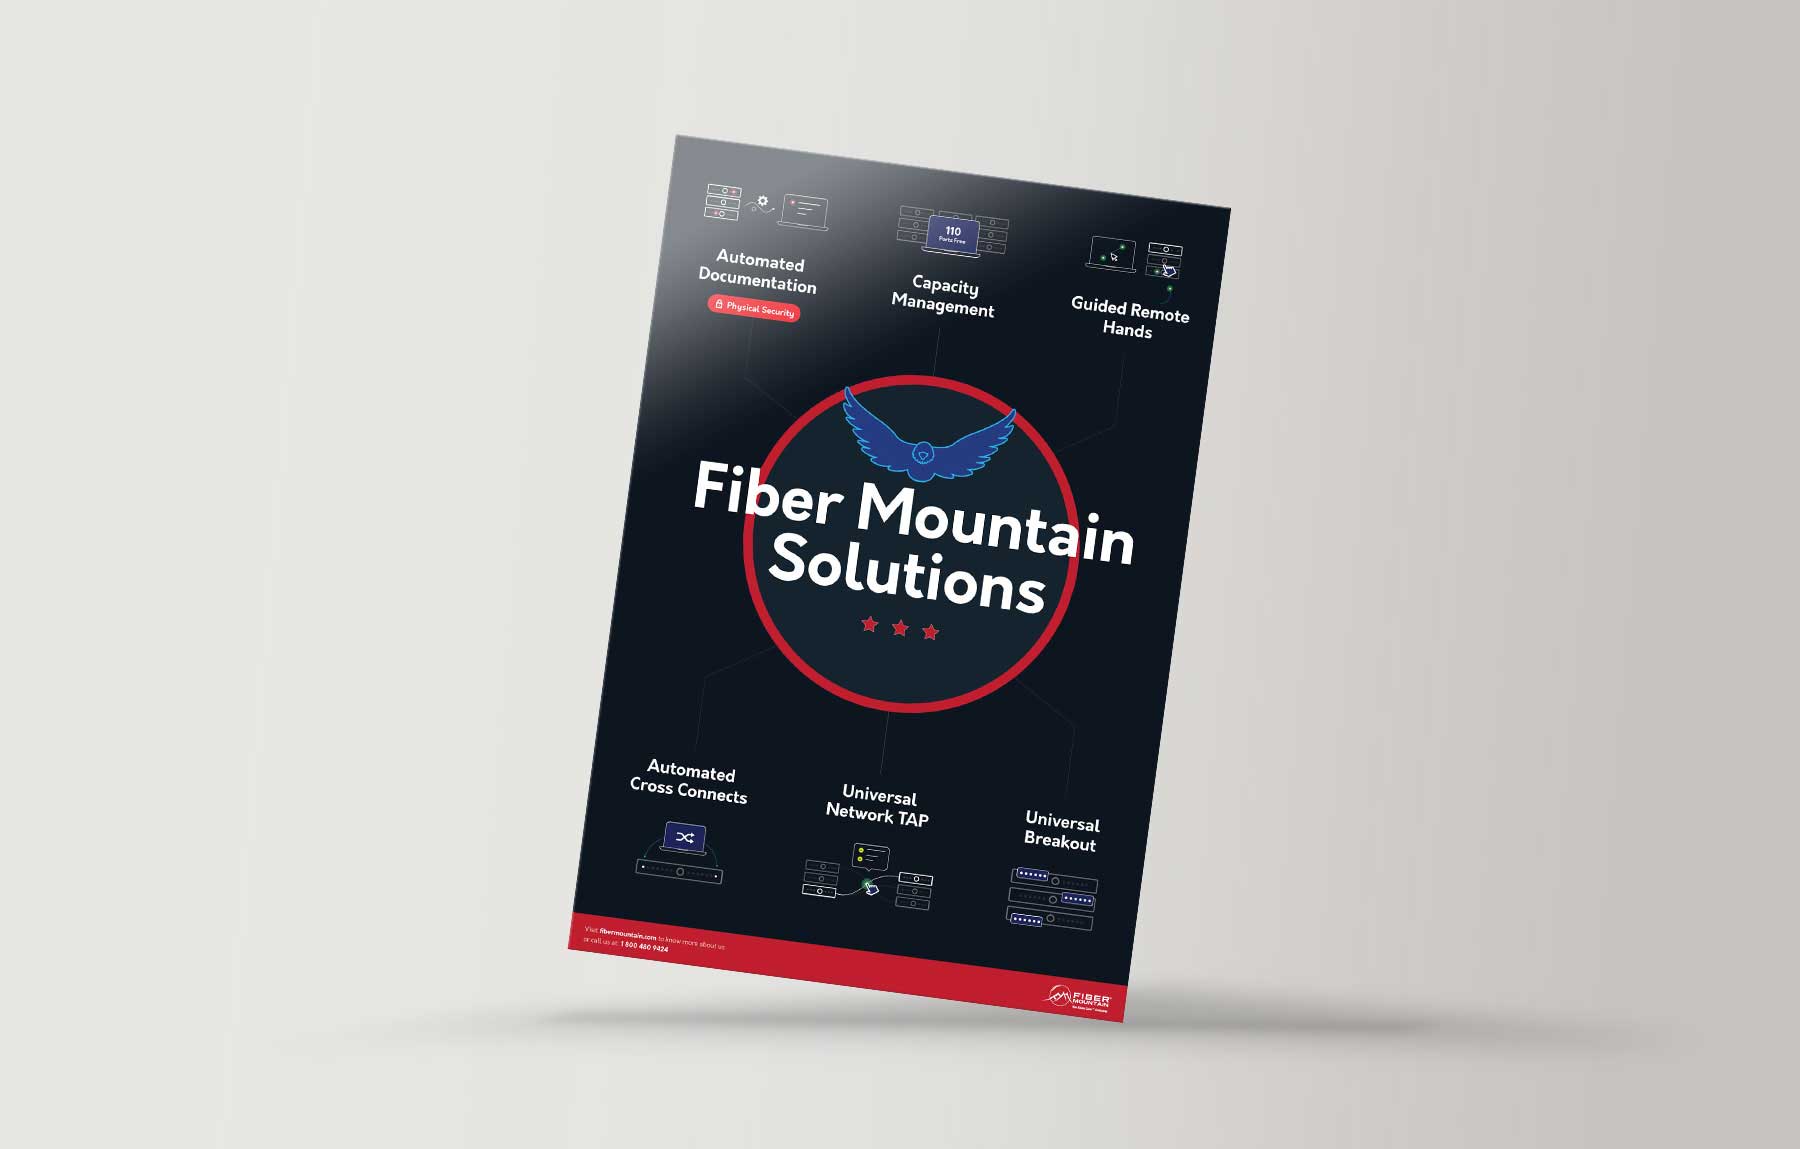 Automated
Documentation
Physical Security
110
Ports Free
Capacity
Management
Guided Remote
Hands
Fiber Mountain
Solutions
Automated
Cross Connects
Universal
Network TAP
Universal
Breakout
Visit fibermountain.com to know more about us
or call us at: 1 800 480 9424
FIBER
MOUNTAIN